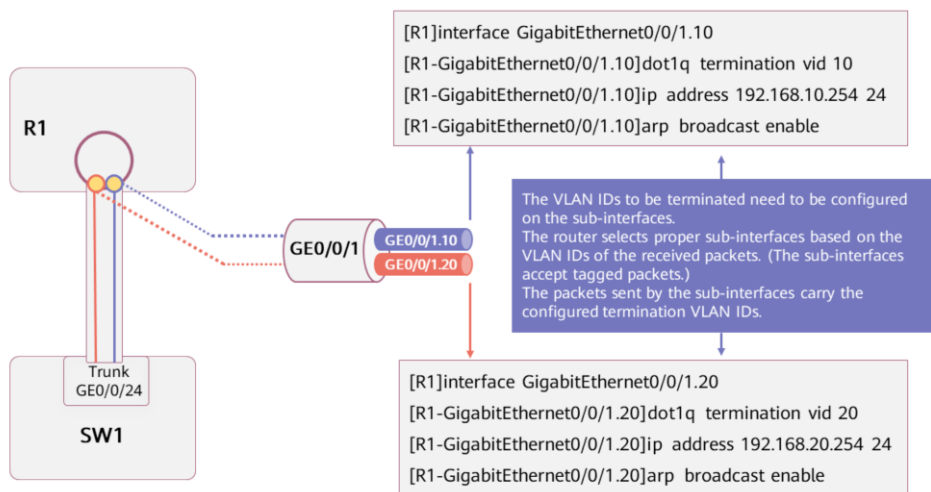 [R1]interface GigabitEthernet0/0/1.10
[R1-GigabitEthernet0/0/1.10]dot1q termination vid 10
[R1-GigabitEthernet0/0/1.10]ip address 192.168.10.254 24
[R1-GigabitEthernet0/0/1.10]arp broadcast enable
R1
GE0/0/1
GE0/0/1.10
GE0/0/1.20
The VLAN IDs to be terminated need to be configured
on the sub-interfaces.
The router selects proper sub-interfaces based on the
VLAN IDs of the received packets. (The sub-interfaces
accept tagged packets.)
The packets sent by the sub-interfaces carry the
configured termination VLAN IDs.
Trunk
GE0/0/24
SW1
[R1]interface GigabitEthernet0/0/1.20
[R1-GigabitEthernet0/0/1.20]dot1q termination vid 20
[R1-GigabitEthernet0/0/1.20]ip address 192.168.20.254 24
[R1-GigabitEthernet0/0/1.20]arp broadcast enable